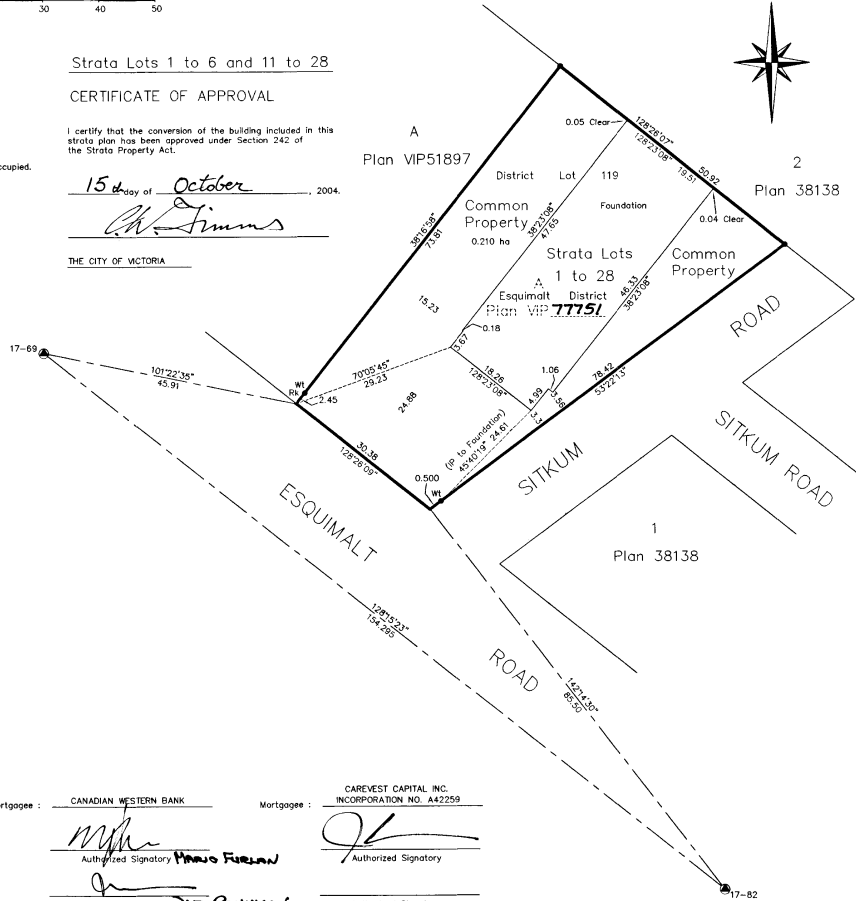 30 40 50
Strata Lots 1 to 6 and 11 to 28
CERTIFICATE OF APPROVAL
I certify that the conversion of the building included in this
strata plan has been approved under Section 242 of
the Strata Property Act.
ccupied.
15 day of October, 2004.
THE CITY OF VICTORIA
A
Plan VIP51897
0.05 Clear
128°26'07"
50.92
128°23'08"
19.51
2
Plan 38138
District Lot 119
Common
Property
0.210 ha
Foundation
0.04 Clear
38°16'58"
73.81
38°23'08"
47.65
Strata Lots
1 to 28
A
Esquimalt District
Plan VIP 77751
Common
Property
46.33
38°23'08"
15.23
0.18
3.67
17-69
101°22'35"
45.91
Wt
Rk
2.45
70°05'45"
29.23
18.26
128°23'08"
1.06
78.42
53°22'13"
24.88
4.99
3.56
3.3
(IP to Foundation)
45°40'19" 24.61
30.38
128°26'09"
0.500
Wt
ROAD
SITKUM
SITKUM ROAD
ESQUIMALT
1
Plan 38138
128°15'23"
154.295
ROAD
142°14'30"
85.50
rtgagee : CANADIAN WESTERN BANK
Authorized Signatory MARIO FURLAN
Mortgagee : CAREVEST CAPITAL INC.
INCORPORATION NO. A42259
Authorized Signatory
17-82